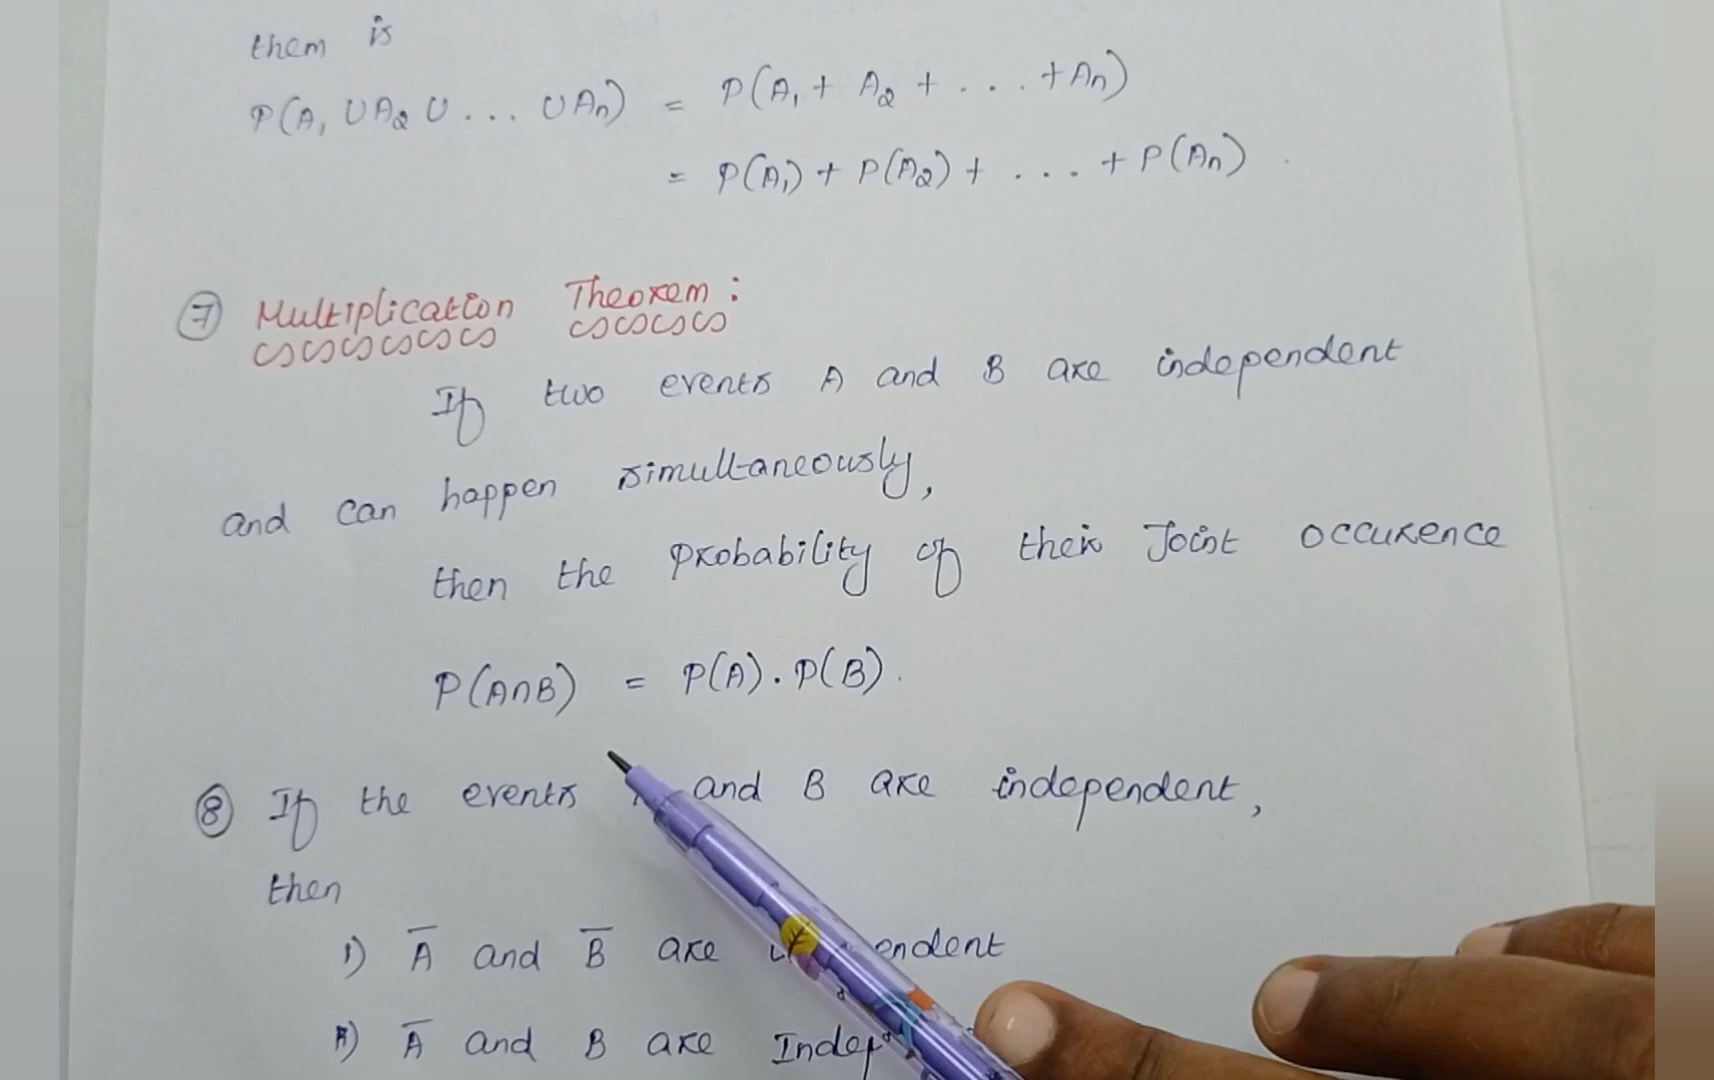 them is
P(A1 ∪ A2 ∪ ... ∪ An) = P(A1 + A2 + ... + An)
= P(A1) + P(A2) + ... + P(An).
⑦ Multiplication Theorem:
If two events A and B are independent
and can happen simultaneously,
then the probability of their Joint occurence
P(A∩B) = P(A).P(B).
⑧ If the events and B are independent,
then
i) A̅ and B̅ are
ii) A̅ and B are